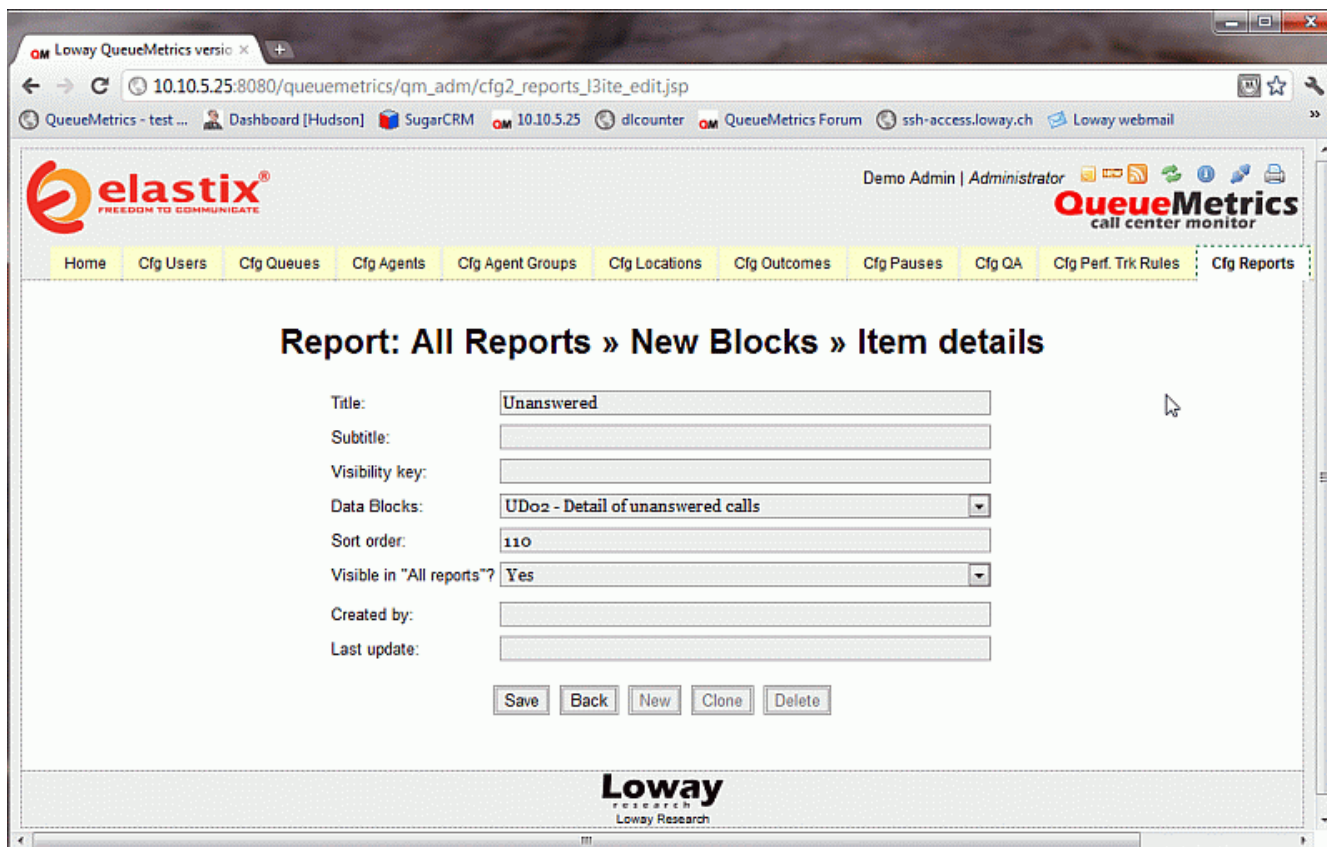 QM Loway QueueMetrics versio
10.10.5.25:8080/queuemetrics/qm_adm/cfg2_reports_l3ite_edit.jsp
QueueMetrics - test ... Dashboard [Hudson] SugarCRM QM 10.10.5.25 dlcounter QM QueueMetrics Forum ssh-access.loway.ch Loway webmail »
elastix®
FREEDOM TO COMMUNICATE
Demo Admin | Administrator
QueueMetrics
call center monitor
Home Cfg Users Cfg Queues Cfg Agents Cfg Agent Groups Cfg Locations Cfg Outcomes Cfg Pauses Cfg QA Cfg Perf. Trk Rules Cfg Reports
Report: All Reports » New Blocks » Item details
Title: Unanswered
Subtitle:
Visibility key:
Data Blocks: UD02 - Detail of unanswered calls
Sort order: 110
Visible in "All reports"? Yes
Created by:
Last update:
Save Back New Clone Delete
Loway
research
Loway Research